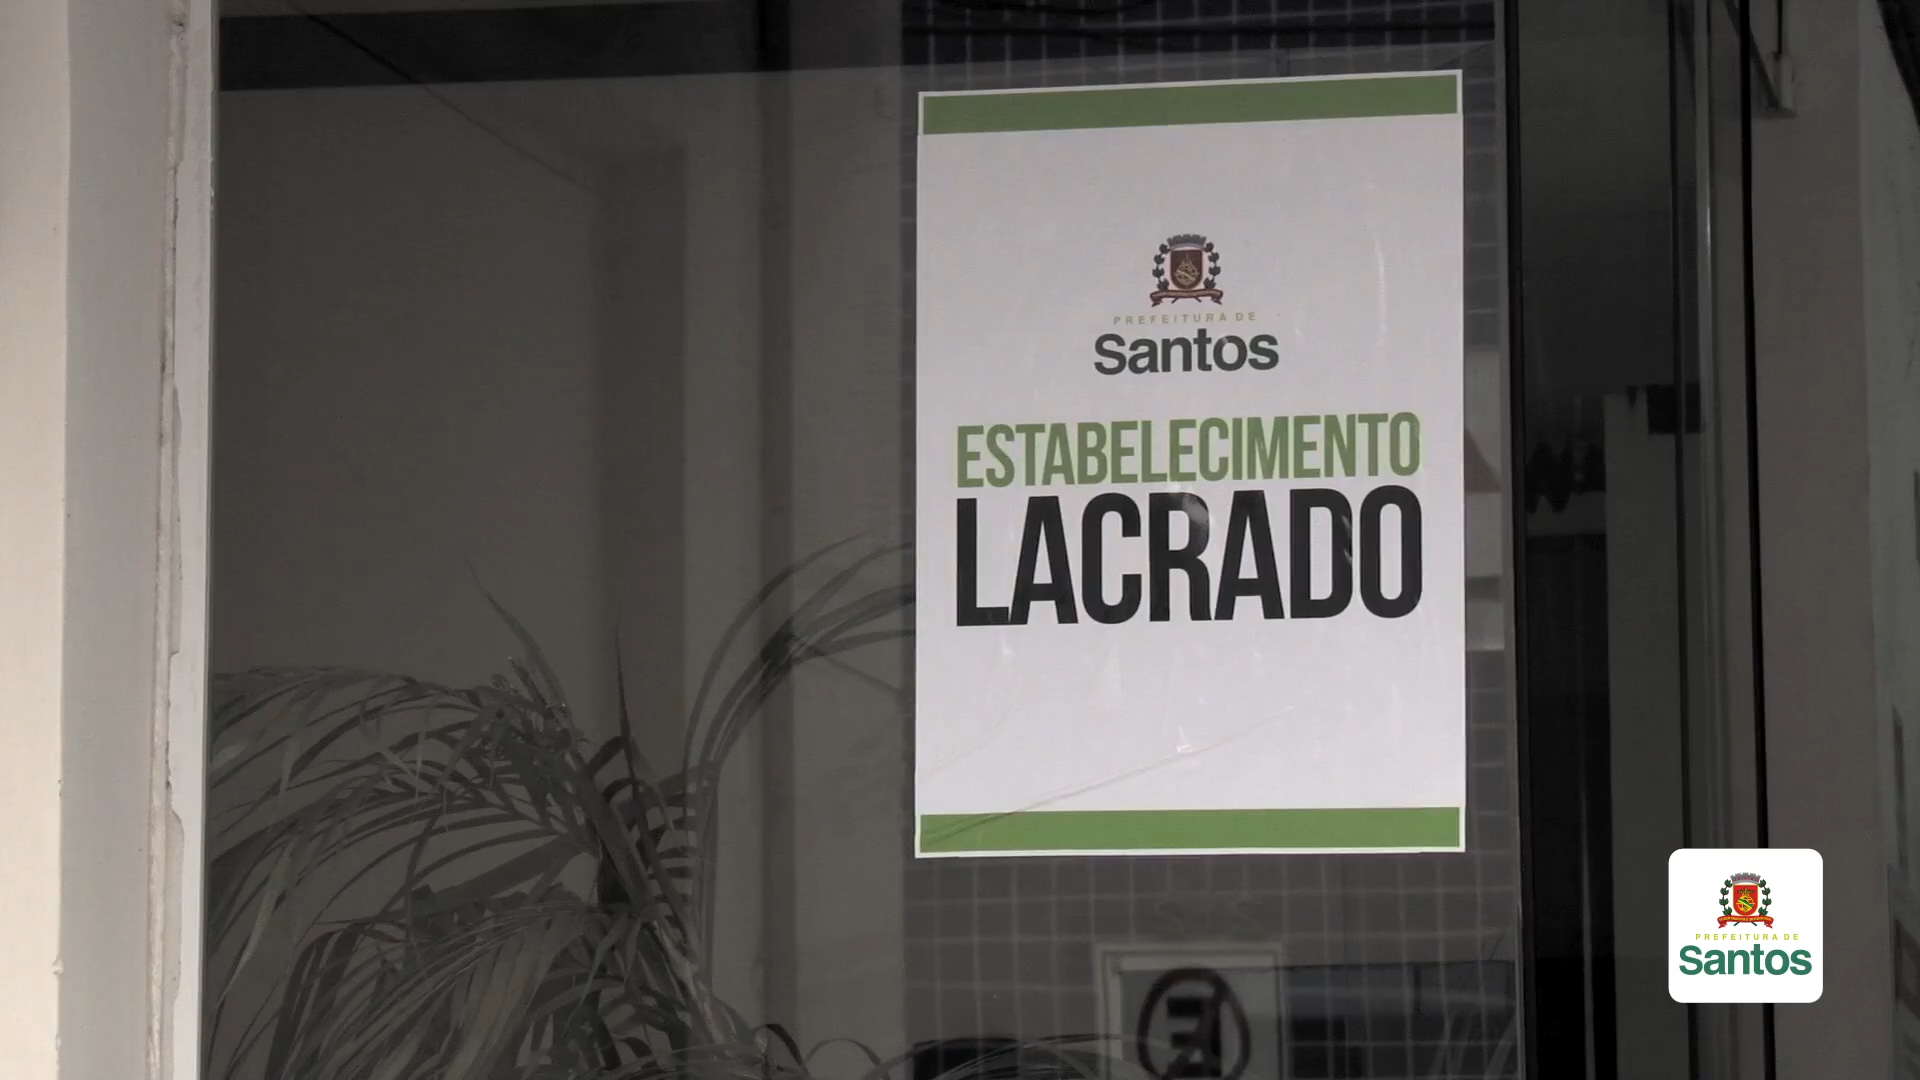 PREFEITURA DE
Santos
ESTABELECIMENTO
LACRADO
PREFEITURA DE
Santos